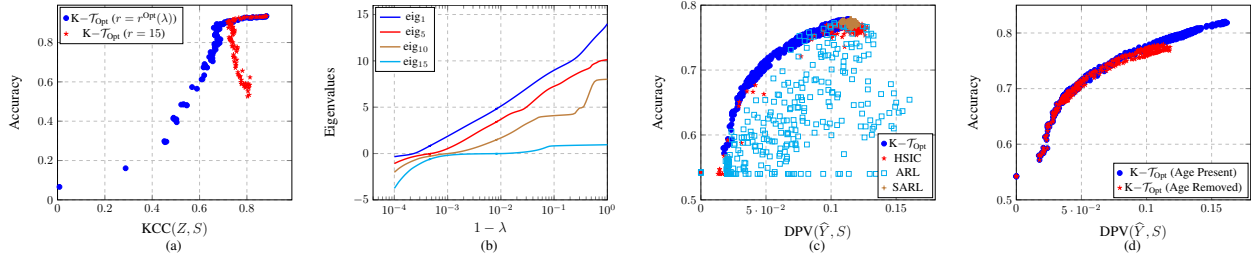 K−𝒯Opt (r = rOpt(λ))
K−𝒯Opt (r = 15)
Accuracy
0.8
0.6
0.4
0.2
0
0
0.2
0.4
0.6
0.8
1
KCC(Z, S)
(a)
eig1
eig5
eig10
eig15
Eigenvalues
15
10
5
0
−5
10−4
10−3
10−2
10−1
100
1 − λ
(b)
Accuracy
0.8
0.7
0.6
0.5
K−𝒯Opt
HSIC
ARL
SARL
0
5·10−2
0.1
0.15
DPV(Ŷ, S)
(c)
Accuracy
0.9
0.8
0.7
0.6
0.5
K−𝒯Opt (Age Present)
K−𝒯Opt (Age Removed)
0
5·10−2
0.1
0.15
DPV(Ŷ, S)
(d)